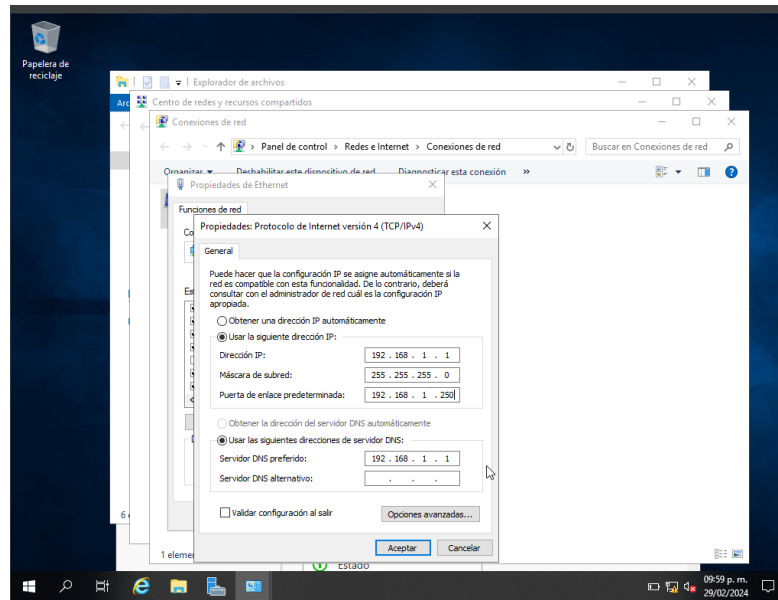 Papelera de
reciclaje
Explorador de archivos
Arc
Centro de redes y recursos compartidos
Conexiones de red
Panel de control > Redes e Internet > Conexiones de red
Buscar en Conexiones de red
Organizar
Deshabilitar este dispositivo de red
Diagnosticar esta conexión
»
Propiedades de Ethernet
Funciones de red
Co
Es
Propiedades: Protocolo de Internet versión 4 (TCP/IPv4)
General
Puede hacer que la configuración IP se asigne automáticamente si la
red es compatible con esta funcionalidad. De lo contrario, deberá
consultar con el administrador de red cuál es la configuración IP
apropiada.
Obtener una dirección IP automáticamente
Usar la siguiente dirección IP:
Dirección IP:
192 . 168 . 1 . 1
Máscara de subred:
255 . 255 . 255 . 0
Puerta de enlace predeterminada:
192 . 168 . 1 . 250
Obtener la dirección del servidor DNS automáticamente
Usar las siguientes direcciones de servidor DNS:
Servidor DNS preferido:
192 . 168 . 1 . 1
Servidor DNS alternativo:
. . .
Validar configuración al salir
Opciones avanzadas...
Aceptar
Cancelar
6 e
1 eleme
Estado
09:59 p. m.
29/02/2024